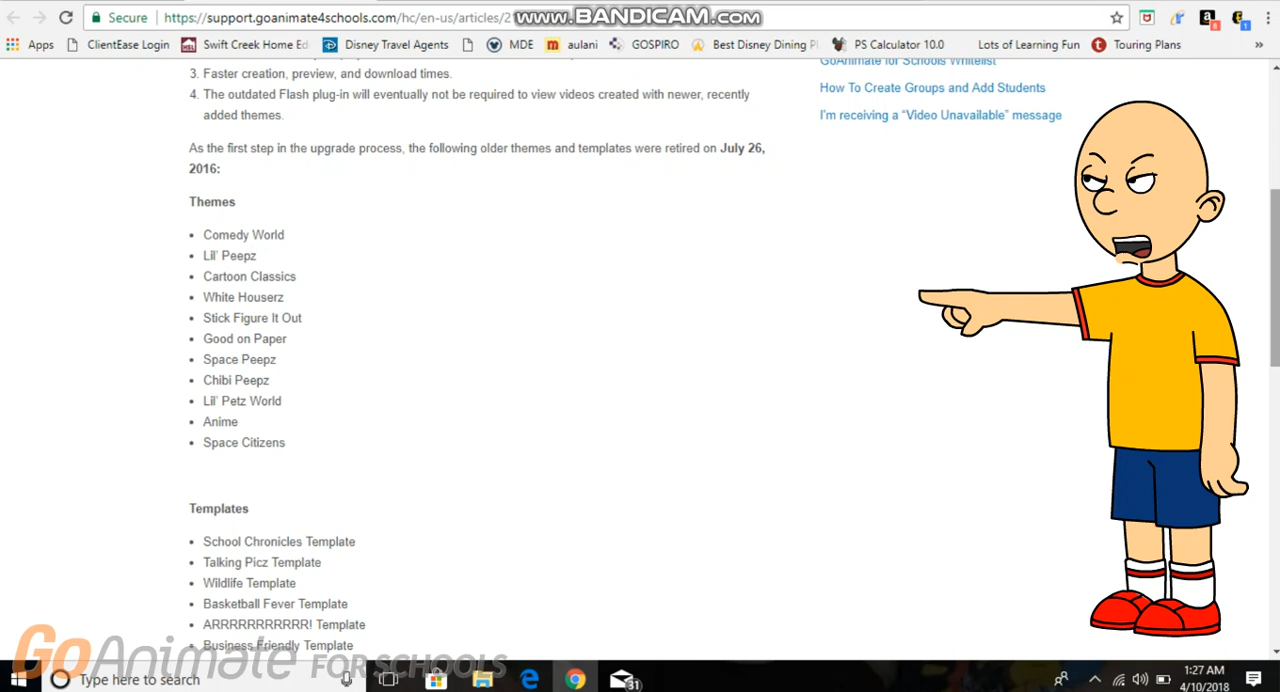 Secure https://support.goanimate4schools.com/hc/en-us/articles/2
www.BANDICAM.com
Apps ClientEase Login Swift Creek Home Ed Disney Travel Agents MDE aulani GOSPIRO Best Disney Dining Pl PS Calculator 10.0 Lots of Learning Fun Touring Plans »
GoAnimate for Schools Whitelist
3. Faster creation, preview, and download times.
How To Create Groups and Add Students
4. The outdated Flash plug-in will eventually not be required to view videos created with newer, recently
added themes.
I'm receiving a “Video Unavailable” message
As the first step in the upgrade process, the following older themes and templates were retired on July 26,
2016:
Themes
• Comedy World
• Lil' Peepz
• Cartoon Classics
• White Houserz
• Stick Figure It Out
• Good on Paper
• Space Peepz
• Chibi Peepz
• Lil' Petz World
• Anime
• Space Citizens
Templates
• School Chronicles Template
• Talking Picz Template
• Wildlife Template
• Basketball Fever Template
• ARRRRRRRRRRR! Template
• Business Friendly Template
GoAnimate FOR SCHOOLS
Type here to search
31
1:27 AM
4/10/2018